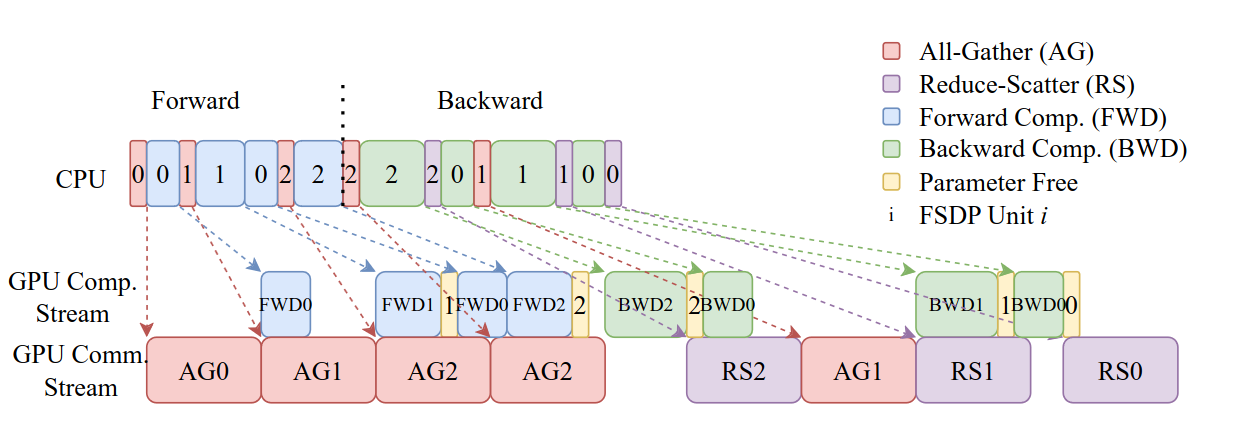 All-Gather (AG)
Reduce-Scatter (RS)
Forward Comp. (FWD)
Backward Comp. (BWD)
Parameter Free
i FSDP Unit i
Forward Backward
CPU 0 0 1 1 0 2 2 2 2 2 0 1 1 1 0 0
GPU Comp.
Stream
FWD0 FWD1 1 FWD0 FWD2 2 BWD2 2 BWD0 BWD1 1 BWD0 0
GPU Comm.
Stream
AG0 AG1 AG2 AG2 RS2 AG1 RS1 RS0